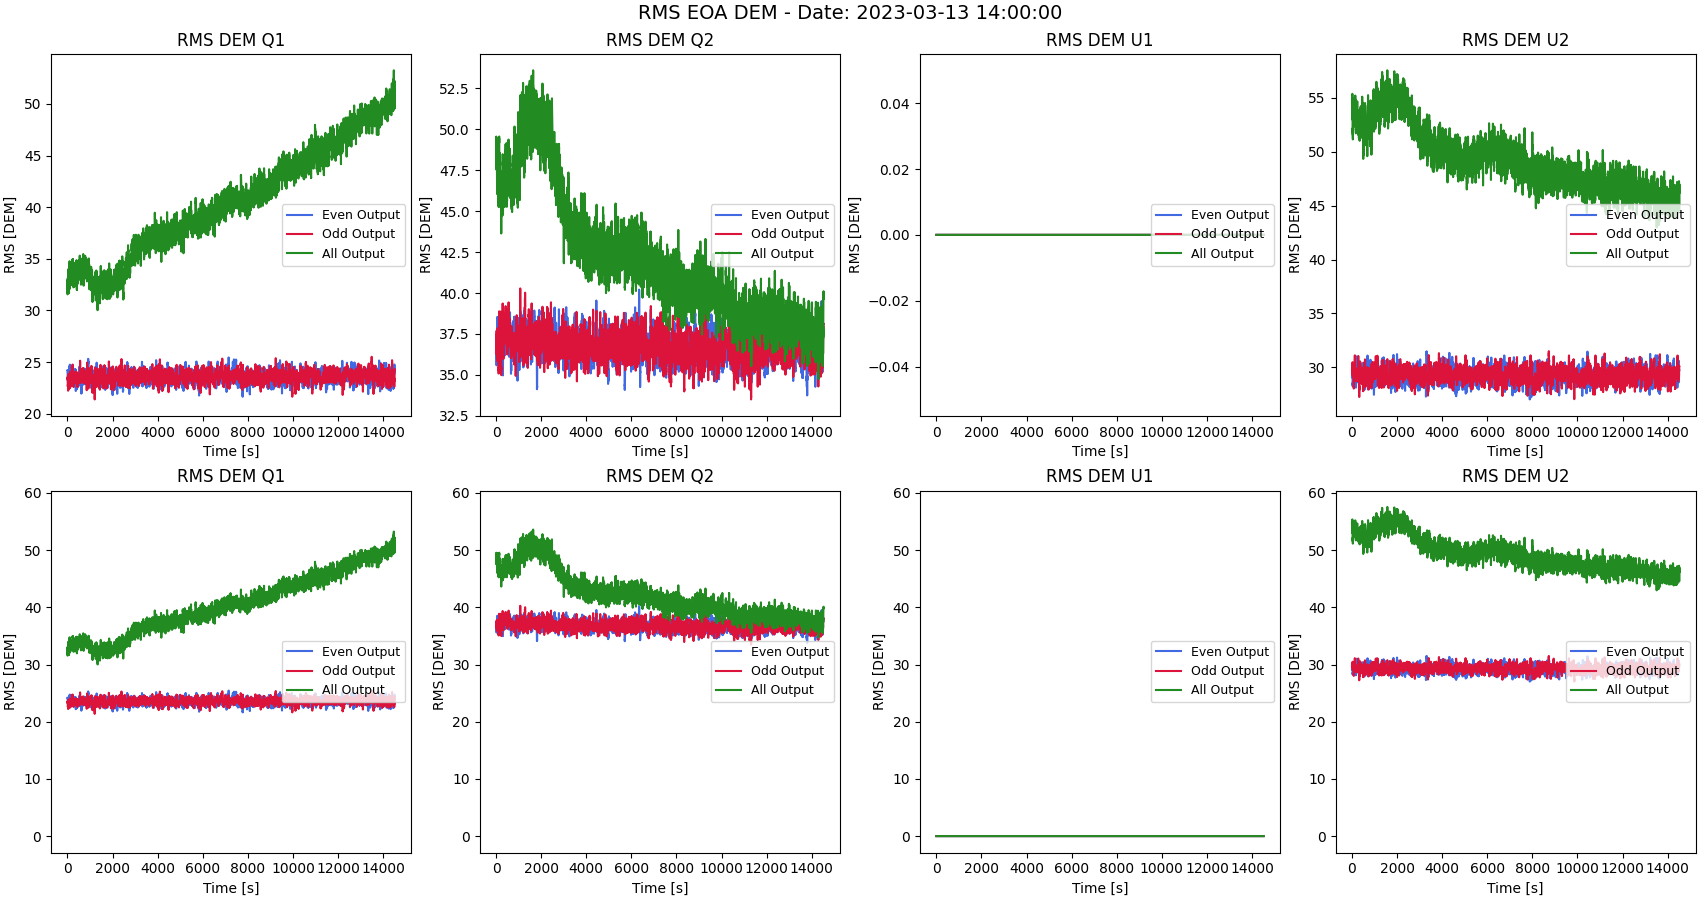 RMS EOA DEM - Date: 2023-03-13 14:00:00
RMS DEM Q1
RMS [DEM]
50
45
40
35
30
25
20
0 2000 4000 6000 8000 10000 12000 14000
Time [s]
Even Output
Odd Output
All Output
RMS DEM Q2
RMS [DEM]
52.5
50.0
47.5
45.0
42.5
40.0
37.5
35.0
32.5
0 2000 4000 6000 8000 10000 12000 14000
Time [s]
Even Output
Odd Output
All Output
RMS DEM U1
RMS [DEM]
0.04
0.02
0.00
−0.02
−0.04
0 2000 4000 6000 8000 10000 12000 14000
Time [s]
Even Output
Odd Output
All Output
RMS DEM U2
RMS [DEM]
55
50
45
40
35
30
0 2000 4000 6000 8000 10000 12000 14000
Time [s]
Even Output
Odd Output
All Output
RMS DEM Q1
RMS [DEM]
60
50
40
30
20
10
0
0 2000 4000 6000 8000 10000 12000 14000
Time [s]
Even Output
Odd Output
All Output
RMS DEM Q2
RMS [DEM]
60
50
40
30
20
10
0
0 2000 4000 6000 8000 10000 12000 14000
Time [s]
Even Output
Odd Output
All Output
RMS DEM U1
RMS [DEM]
60
50
40
30
20
10
0
0 2000 4000 6000 8000 10000 12000 14000
Time [s]
Even Output
Odd Output
All Output
RMS DEM U2
RMS [DEM]
60
50
40
30
20
10
0
0 2000 4000 6000 8000 10000 12000 14000
Time [s]
Even Output
Odd Output
All Output